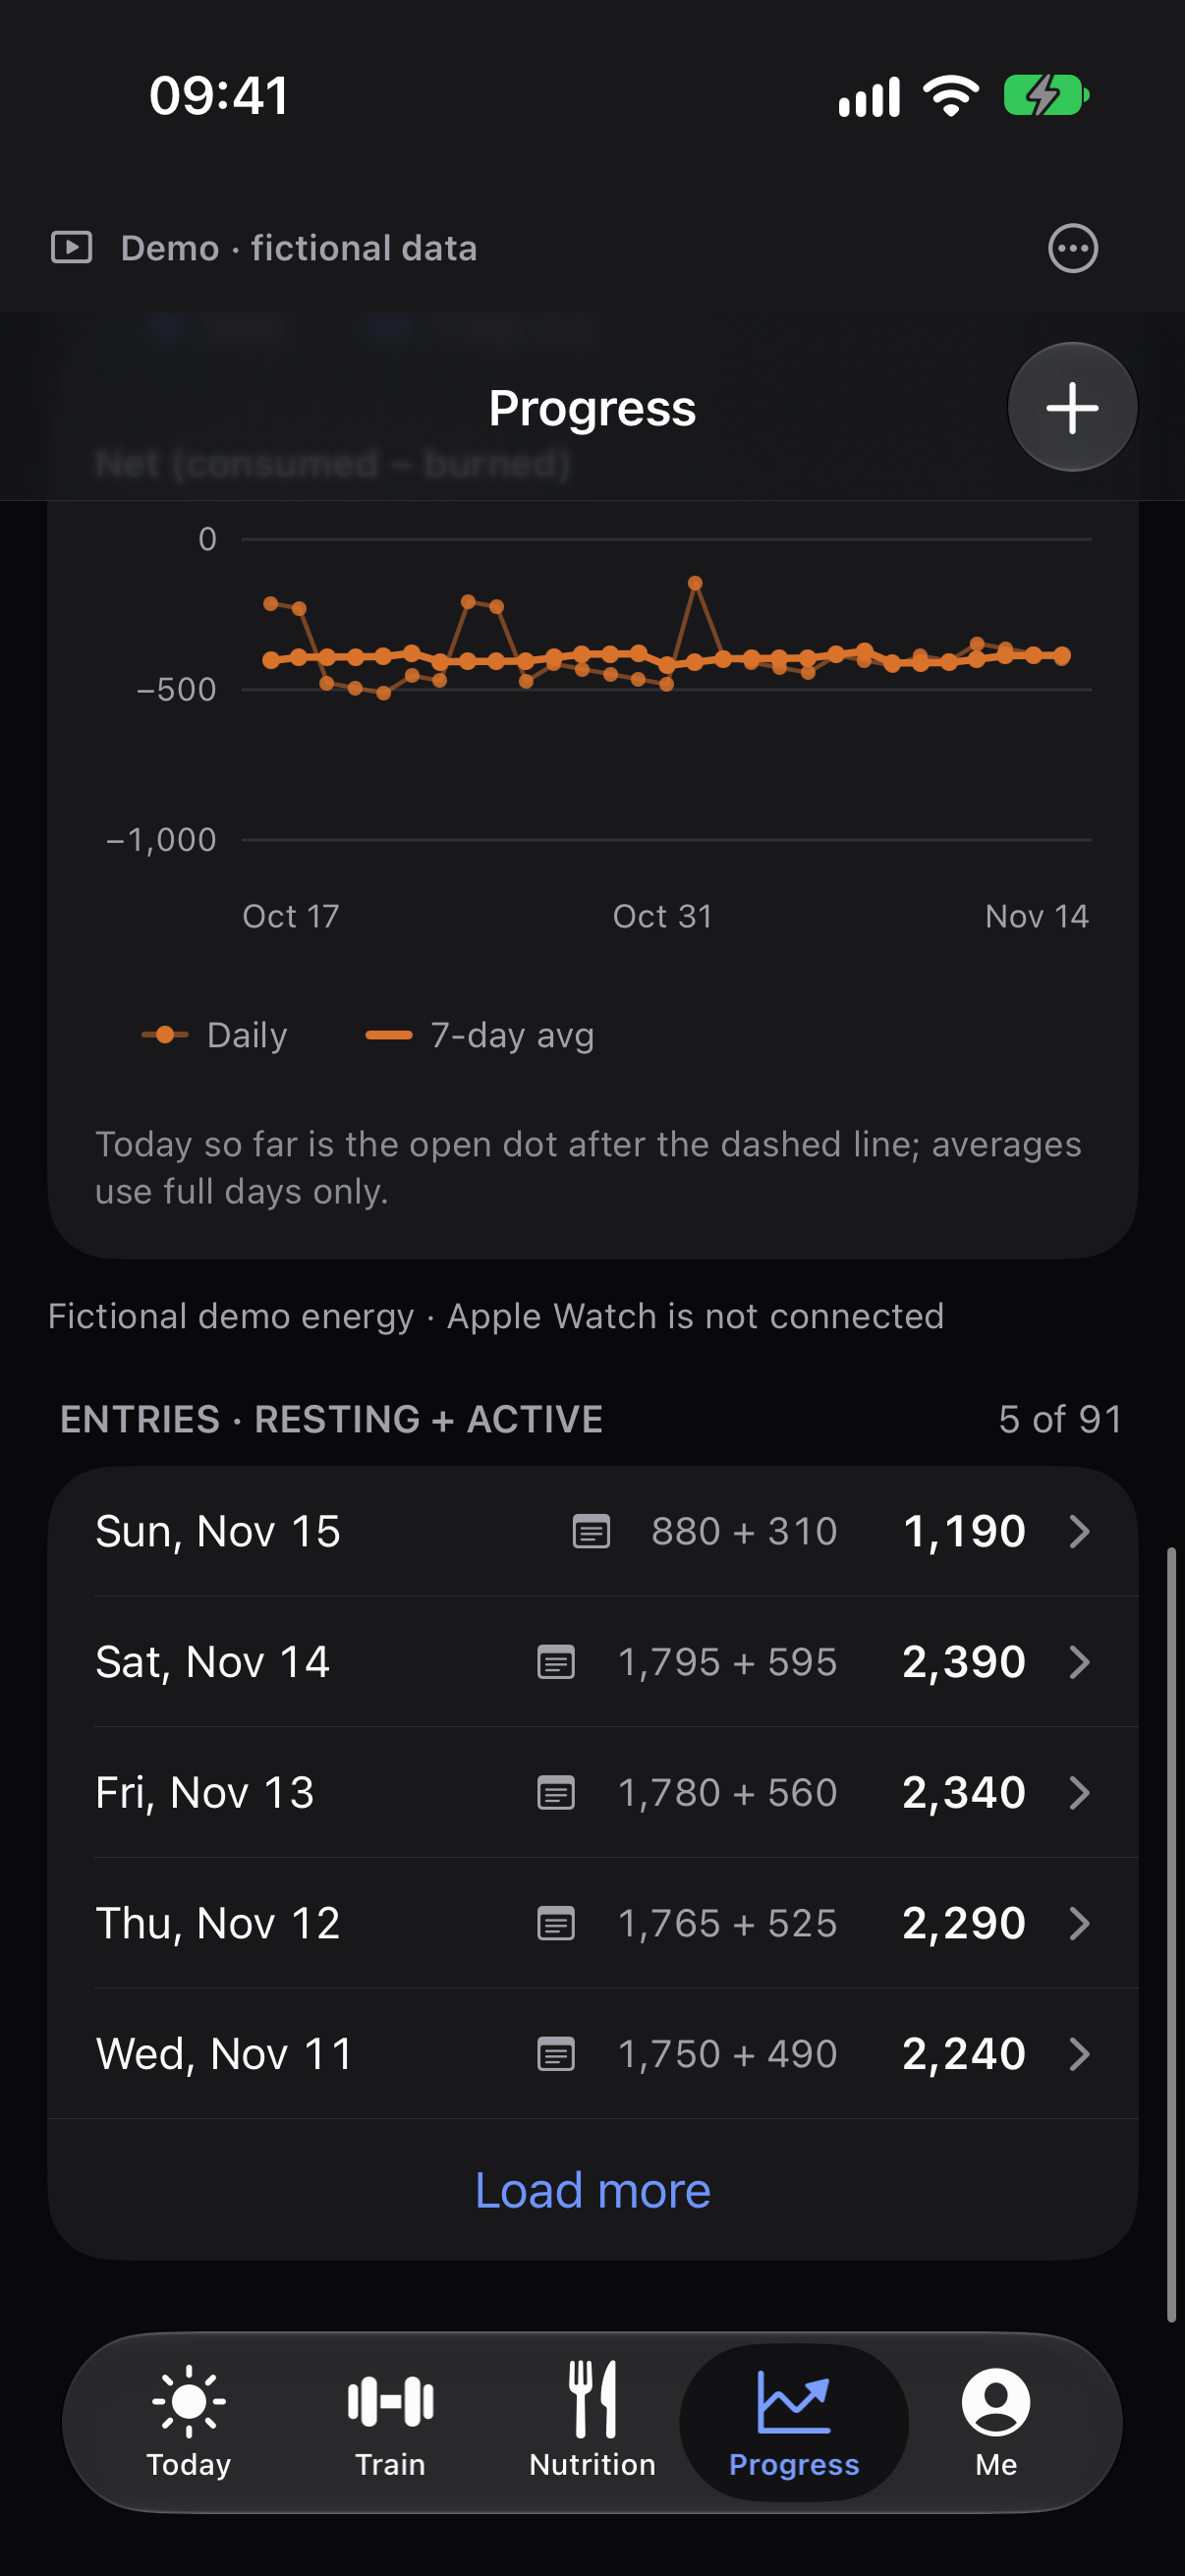 09:41
Demo · fictional data
Progress
Net (consumed – burned)
0
–500
–1,000
Oct 17 Oct 31 Nov 14
Daily 7-day avg
Today so far is the open dot after the dashed line; averages
use full days only.
Fictional demo energy · Apple Watch is not connected
ENTRIES · RESTING + ACTIVE 5 of 91
Sun, Nov 15 880 + 310 1,190
Sat, Nov 14 1,795 + 595 2,390
Fri, Nov 13 1,780 + 560 2,340
Thu, Nov 12 1,765 + 525 2,290
Wed, Nov 11 1,750 + 490 2,240
Load more
Today Train Nutrition Progress Me